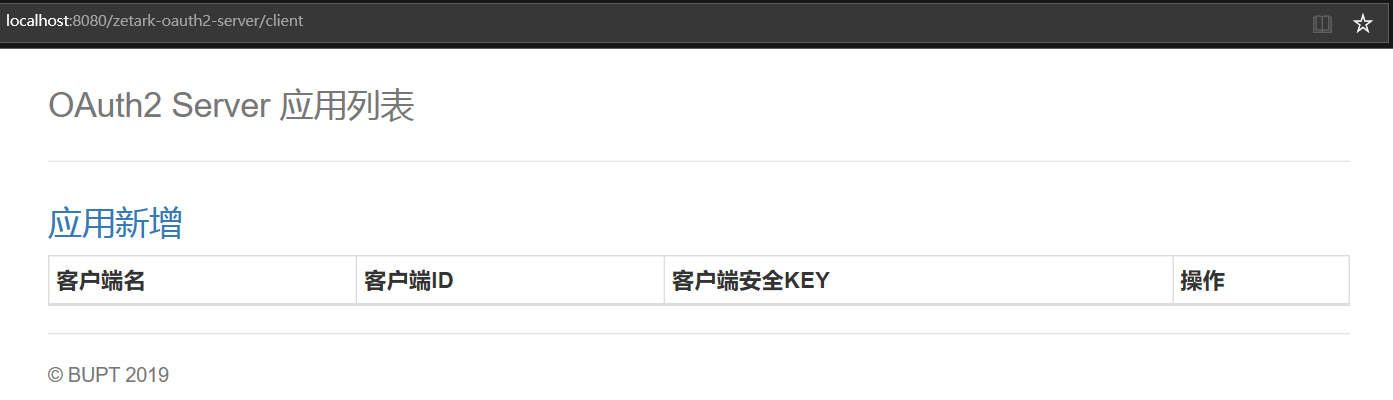 localhost:8080/zetark-oauth2-server/client
OAuth2 Server 应用列表
应用新增
客户端名 客户端ID 客户端安全KEY 操作
© BUPT 2019